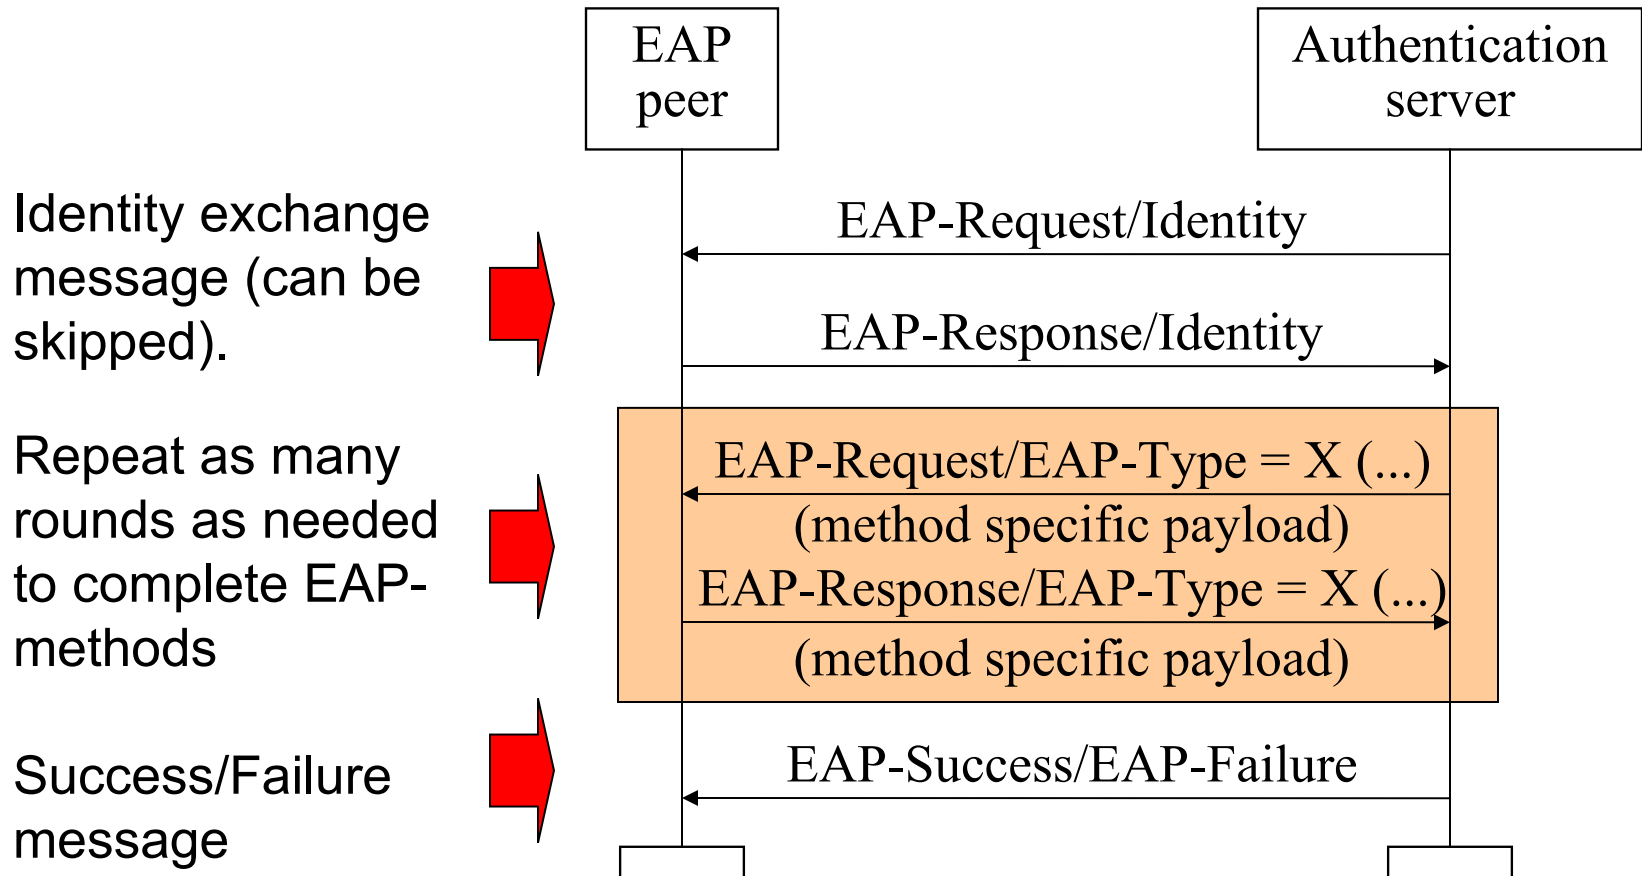 EAP
peer
Authentication
server
Identity exchange
message (can be
skipped).
EAP-Request/Identity
EAP-Response/Identity
Repeat as many
rounds as needed
to complete EAP-
methods
EAP-Request/EAP-Type = X (...)
(method specific payload)
EAP-Response/EAP-Type = X (...)
(method specific payload)
Success/Failure
message
EAP-Success/EAP-Failure